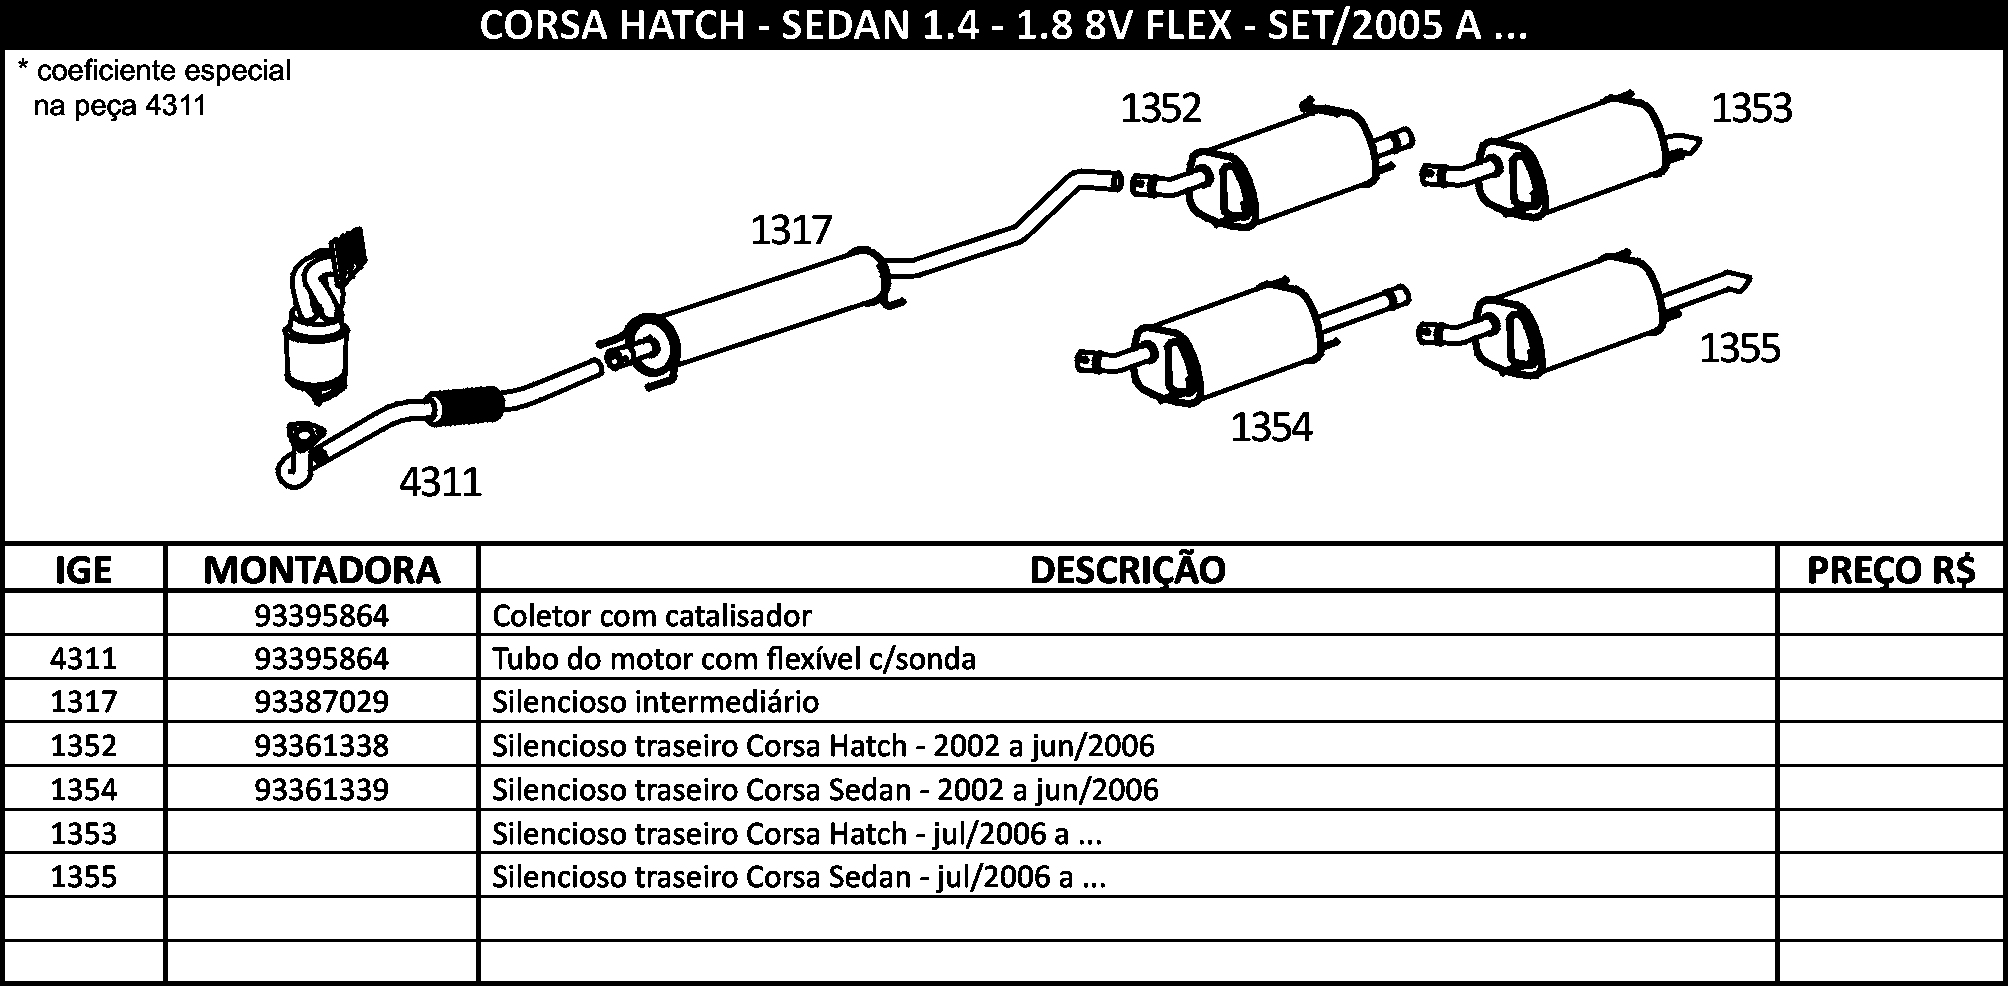 CORSA HATCH - SEDAN 1.4 - 1.8 8V FLEX - SET/2005 A ...
* coeficiente especial
na peça 4311
1352
1353
1317
1355
1354
4311
IGE MONTADORA DESCRIÇÃO PREÇO R$
93395864 Coletor com catalisador
4311 93395864 Tubo do motor com flexível c/sonda
1317 93387029 Silencioso intermediário
1352 93361338 Silencioso traseiro Corsa Hatch - 2002 a jun/2006
1354 93361339 Silencioso traseiro Corsa Sedan - 2002 a jun/2006
1353 Silencioso traseiro Corsa Hatch - jul/2006 a ...
1355 Silencioso traseiro Corsa Sedan - jul/2006 a ...